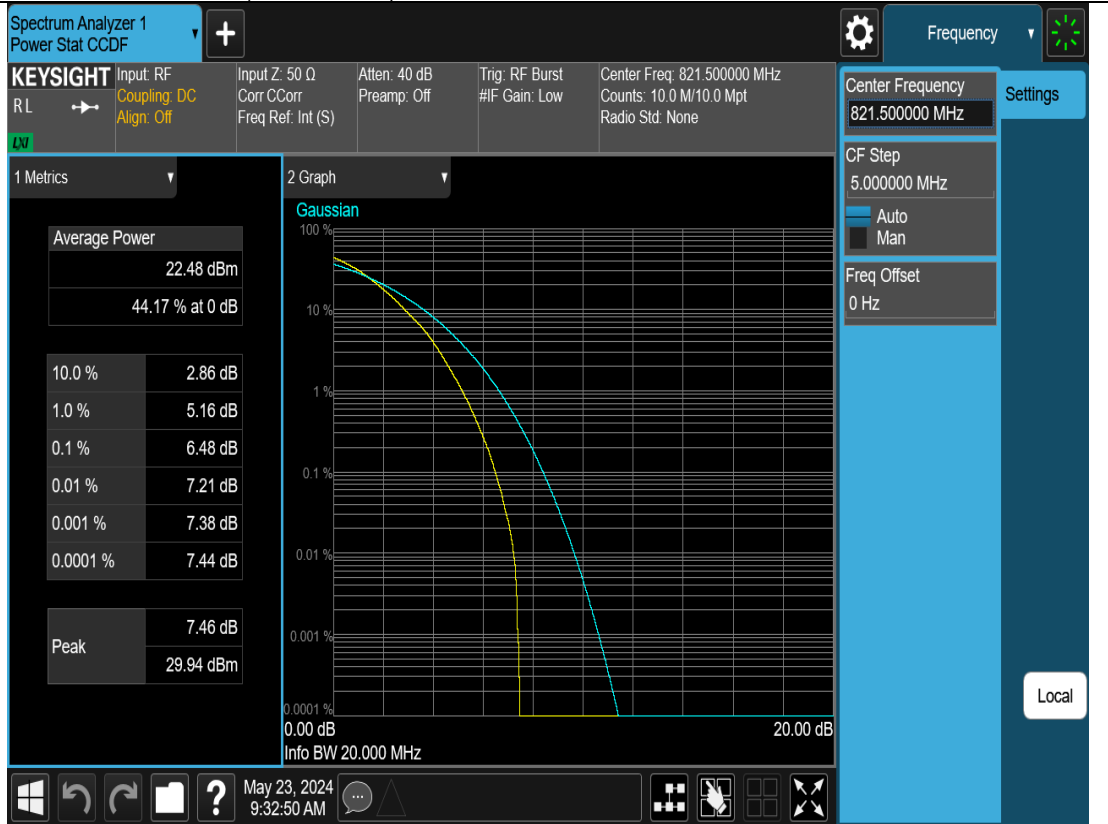 Spectrum Analyzer 1
Power Stat CCDF
+
Frequency
KEYSIGHT
RL
LXI
Input: RF
Coupling: DC
Align: Off
Input Z: 50 Ω
Corr CCorr
Freq Ref: Int (S)
Atten: 40 dB
Preamp: Off
Trig: RF Burst
#IF Gain: Low
Center Freq: 821.500000 MHz
Counts: 10.0 M/10.0 Mpt
Radio Std: None
Center Frequency
821.500000 MHz
Settings
CF Step
5.000000 MHz
Auto
Man
Freq Offset
0 Hz
Local
1 Metrics
Average Power
22.48 dBm
44.17 % at 0 dB
10.0 % 2.86 dB
1.0 % 5.16 dB
0.1 % 6.48 dB
0.01 % 7.21 dB
0.001 % 7.38 dB
0.0001 % 7.44 dB
Peak
7.46 dB
29.94 dBm
2 Graph
Gaussian
100 %
10 %
1 %
0.1 %
0.01 %
0.001 %
0.0001 %
0.00 dB 20.00 dB
Info BW 20.000 MHz
?
May 23, 2024
9:32:50 AM